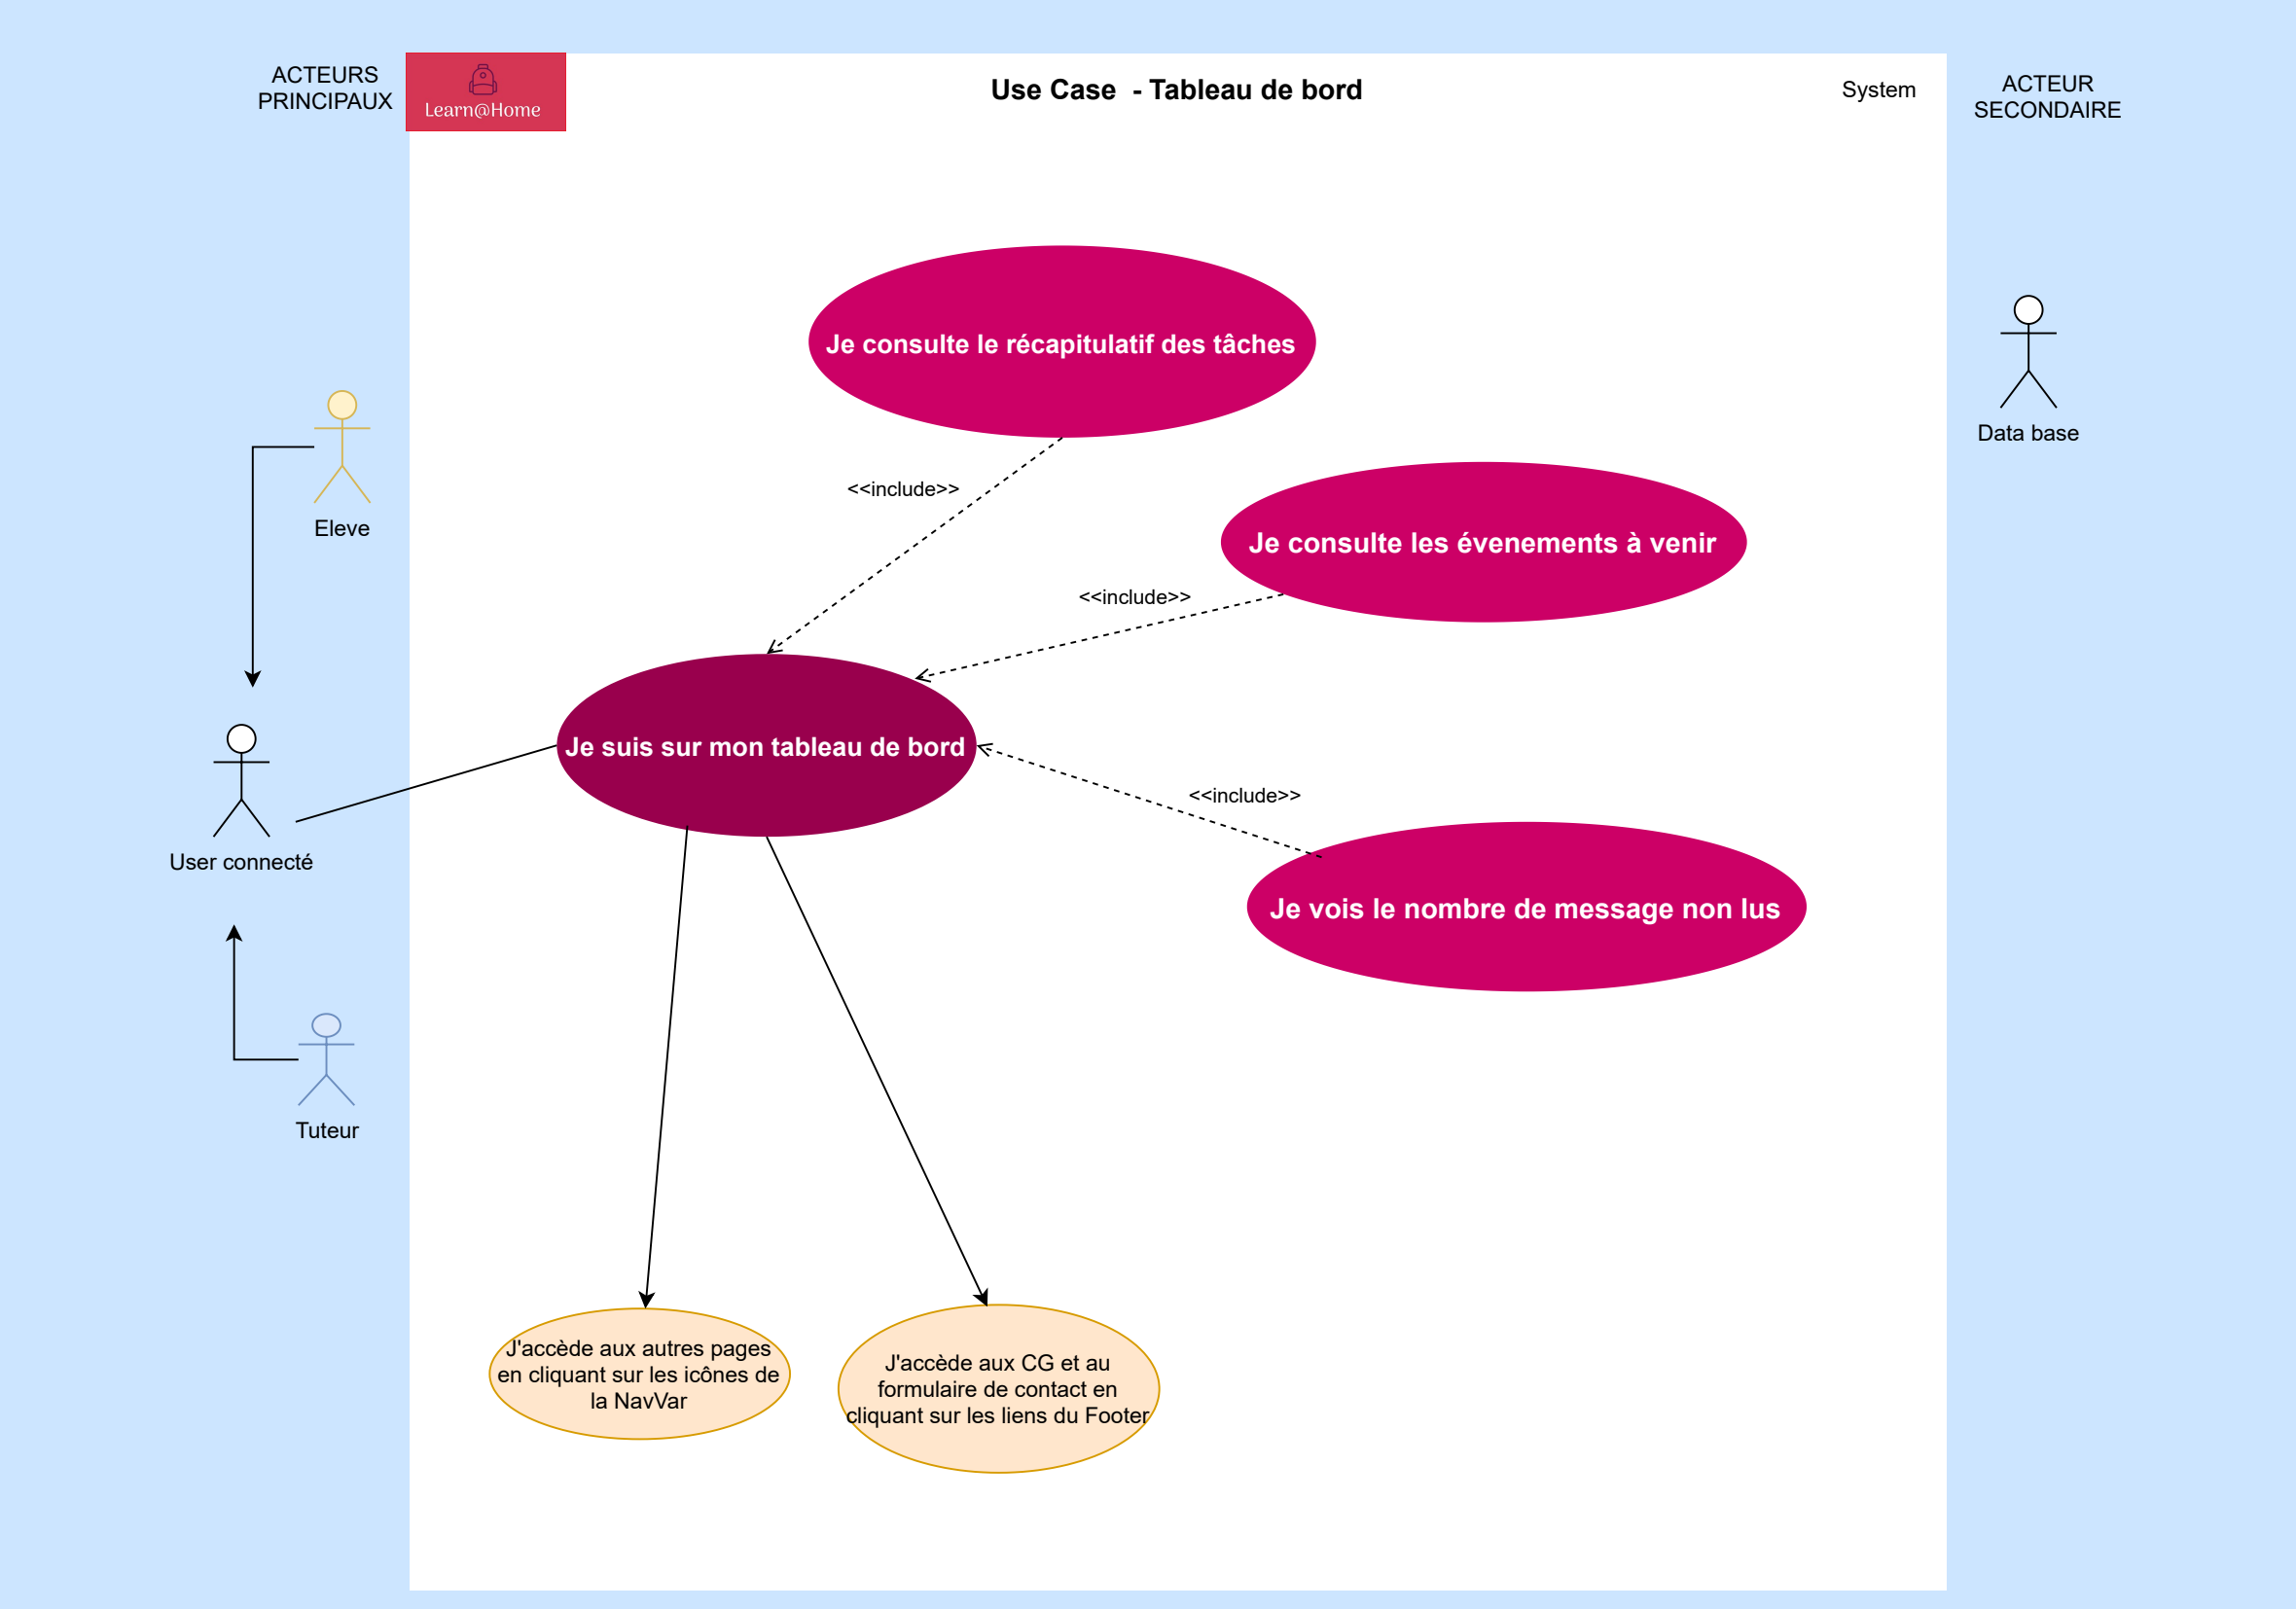 ACTEURS
PRINCIPAUX
Learn@Home
Use Case  - Tableau de bord
System
ACTEUR
SECONDAIRE
Je consulte le récapitulatif des tâches
Data base
<<include>>
Eleve
Je consulte les évenements à venir
<<include>>
Je suis sur mon tableau de bord
<<include>>
User connecté
Je vois le nombre de message non lus
Tuteur
J'accède aux autres pages
en cliquant sur les icônes de
la NavVar
J'accède aux CG et au
formulaire de contact en
cliquant sur les liens du Footer